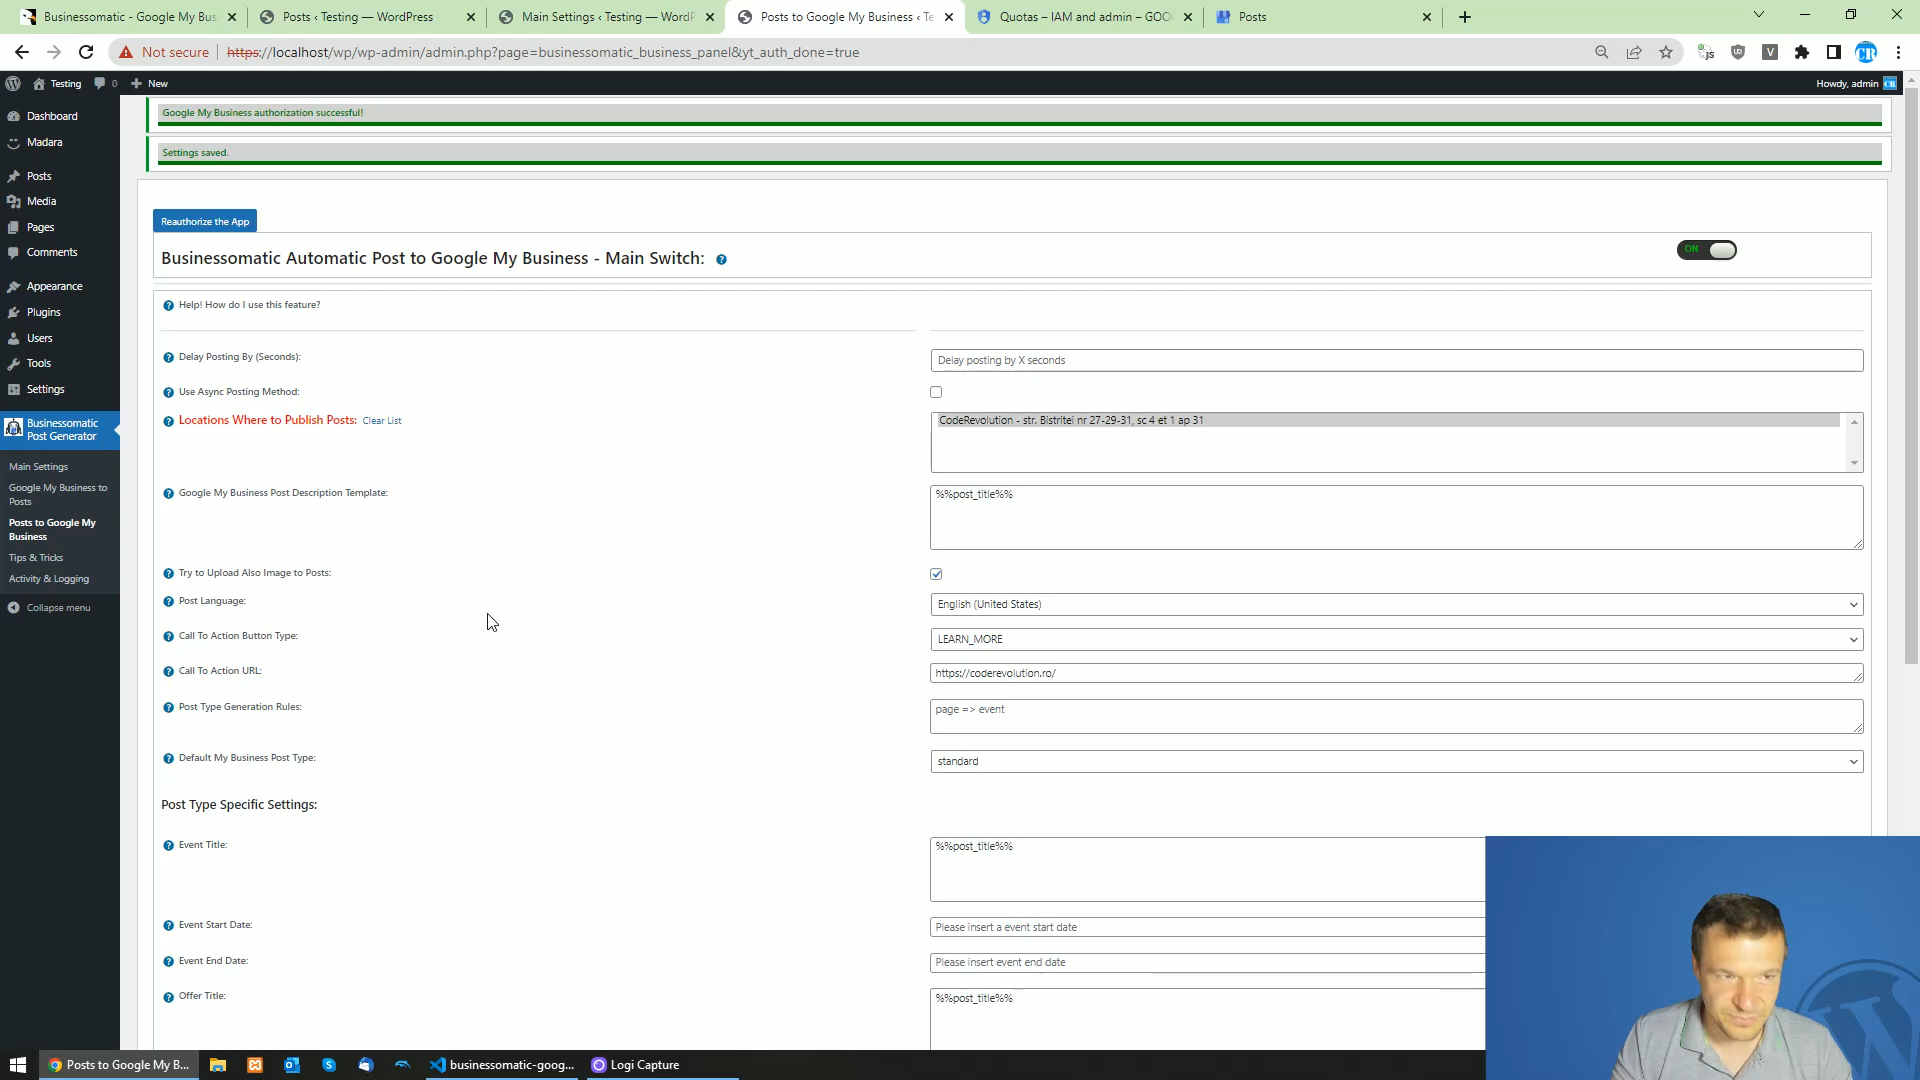 Businessomatic - Google My Bus
Posts ‹ Testing — WordPress
Main Settings ‹ Testing — WordP
Posts to Google My Business ‹ Te
Quotas – IAM and admin – GOO
Posts
Not secure
https://localhost/wp/wp-admin/admin.php?page=businessomatic_business_panel&yt_auth_done=true
Testing
0
New
Howdy, admin
Dashboard
Madara
Posts
Media
Pages
Comments
Appearance
Plugins
Users
Tools
Settings
Businessomatic
Post Generator
Main Settings
Google My Business to
Posts
Posts to Google My
Business
Tips & Tricks
Activity & Logging
Collapse menu
Google My Business authorization successful!
Settings saved.
Reauthorize the App
Businessomatic Automatic Post to Google My Business - Main Switch:
ON
Help! How do I use this feature?
Delay Posting By (Seconds):
Delay posting by X seconds
Use Async Posting Method:
Locations Where to Publish Posts: Clear List
CodeRevolution - str. Bistritei nr 27-29-31, sc 4 et 1 ap 31
Google My Business Post Description Template:
%%post_title%%
Try to Upload Also Image to Posts:
Post Language:
English (United States)
Call To Action Button Type:
LEARN_MORE
Call To Action URL:
https://coderevolution.ro/
Post Type Generation Rules:
page => event
Default My Business Post Type:
standard
Post Type Specific Settings:
Event Title:
%%post_title%%
Event Start Date:
Please insert a event start date
Event End Date:
Please insert event end date
Offer Title:
%%post_title%%
Posts to Google My B...
businessomatic-goog...
Logi Capture